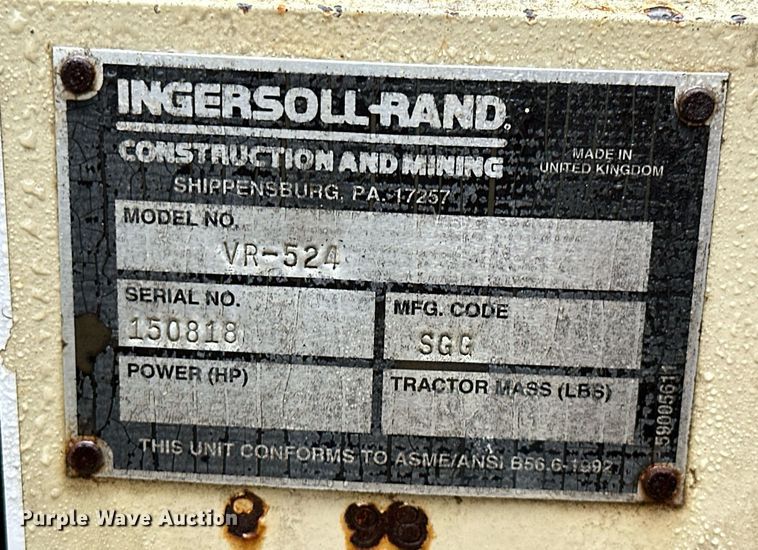 INGERSOLL-RAND®
CONSTRUCTION AND MINING
MADE IN
UNITED KINGDOM
SHIPPENSBURG, PA. 17257
MODEL NO.
VR-524
SERIAL NO.
150818
MFG. CODE
SGG
POWER (HP)
TRACTOR MASS (LBS)
THIS UNIT CONFORMS TO ASME/ANSI B56.6-1992
59005611
Purple Wave Auction